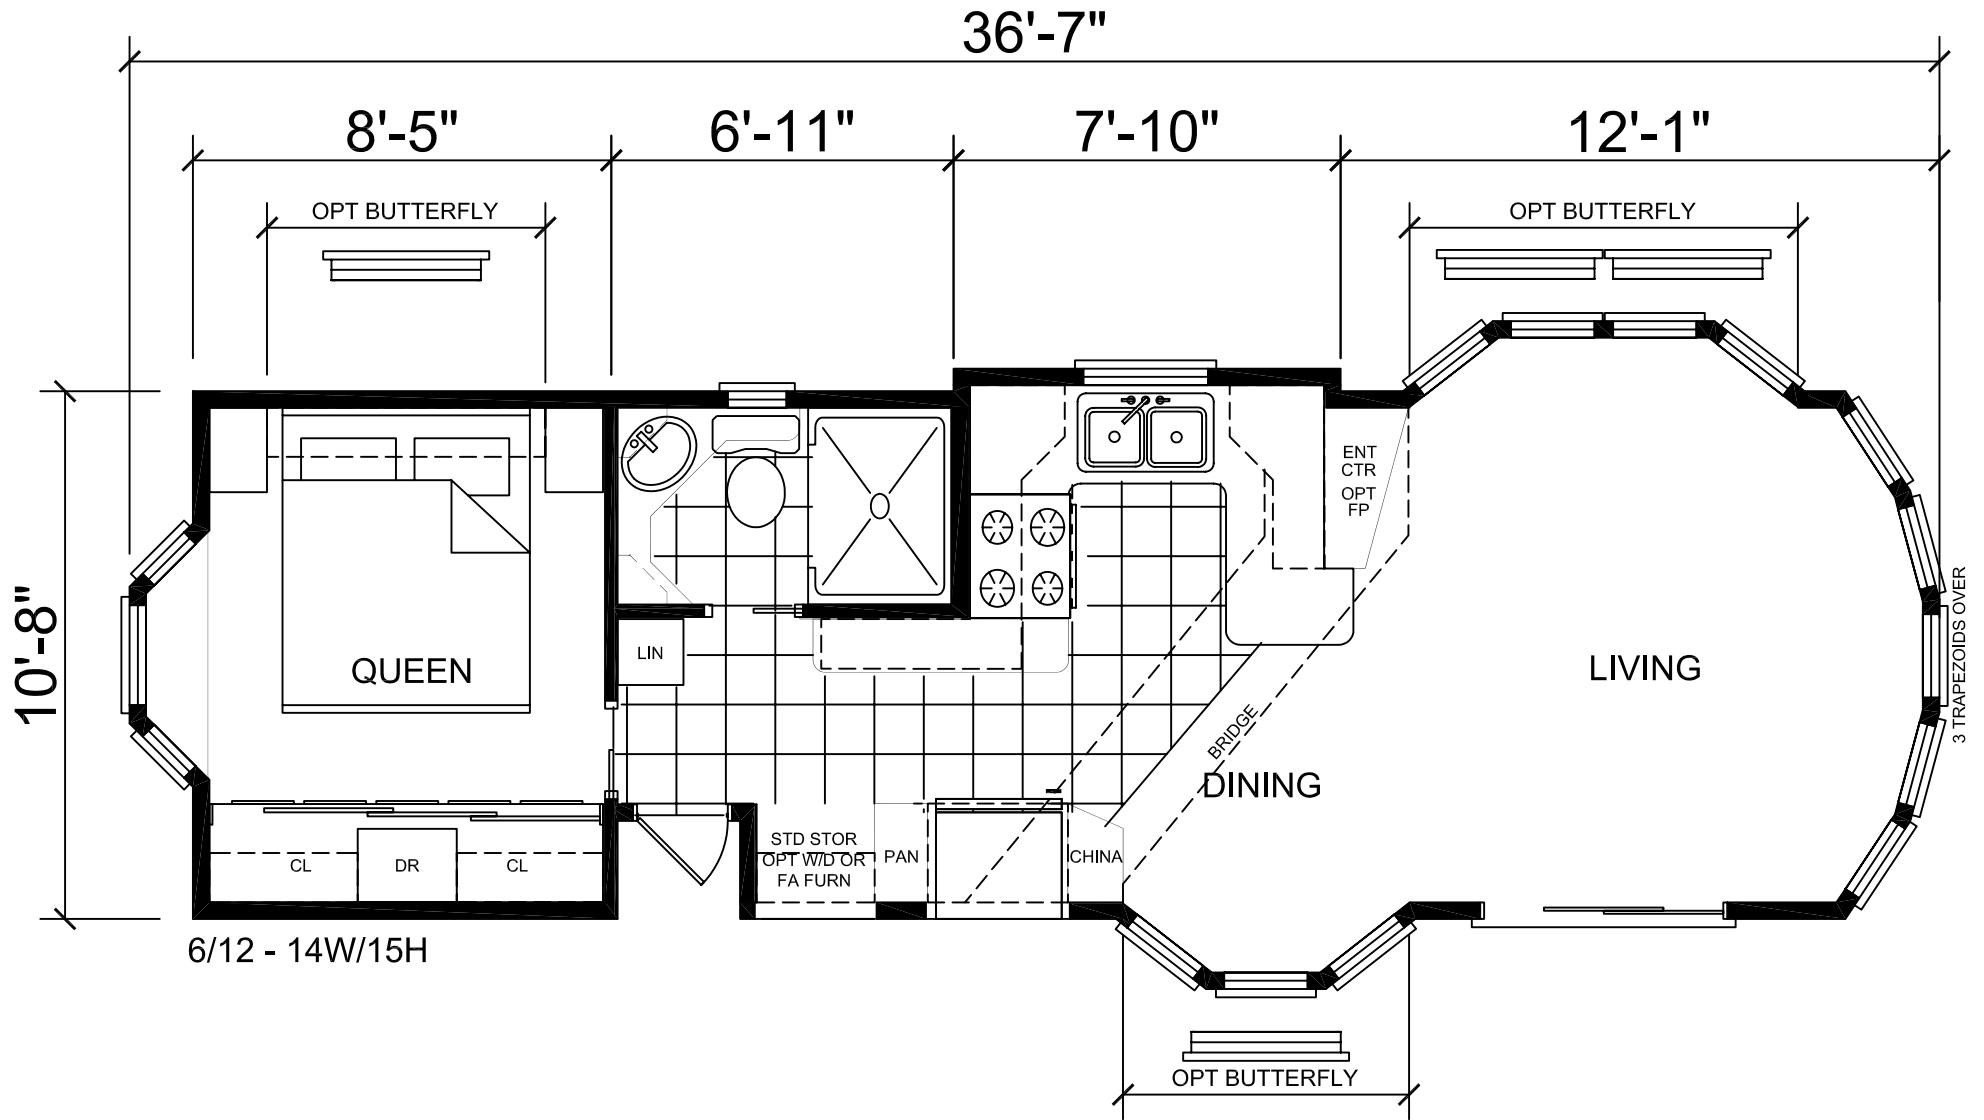 36'-7"
8'-5"
6'-11"
7'-10"
12'-1"
OPT BUTTERFLY
OPT BUTTERFLY
ENT
CTR
OPT
FP
10'-8"
QUEEN
LIN
LIVING
3 TRAPEZOIDS OVER
BRIDGE
DINING
CL
DR
CL
STD STOR
OPT W/D OR
FA FURN
PAN
CHINA
6/12 - 14W/15H
OPT BUTTERFLY